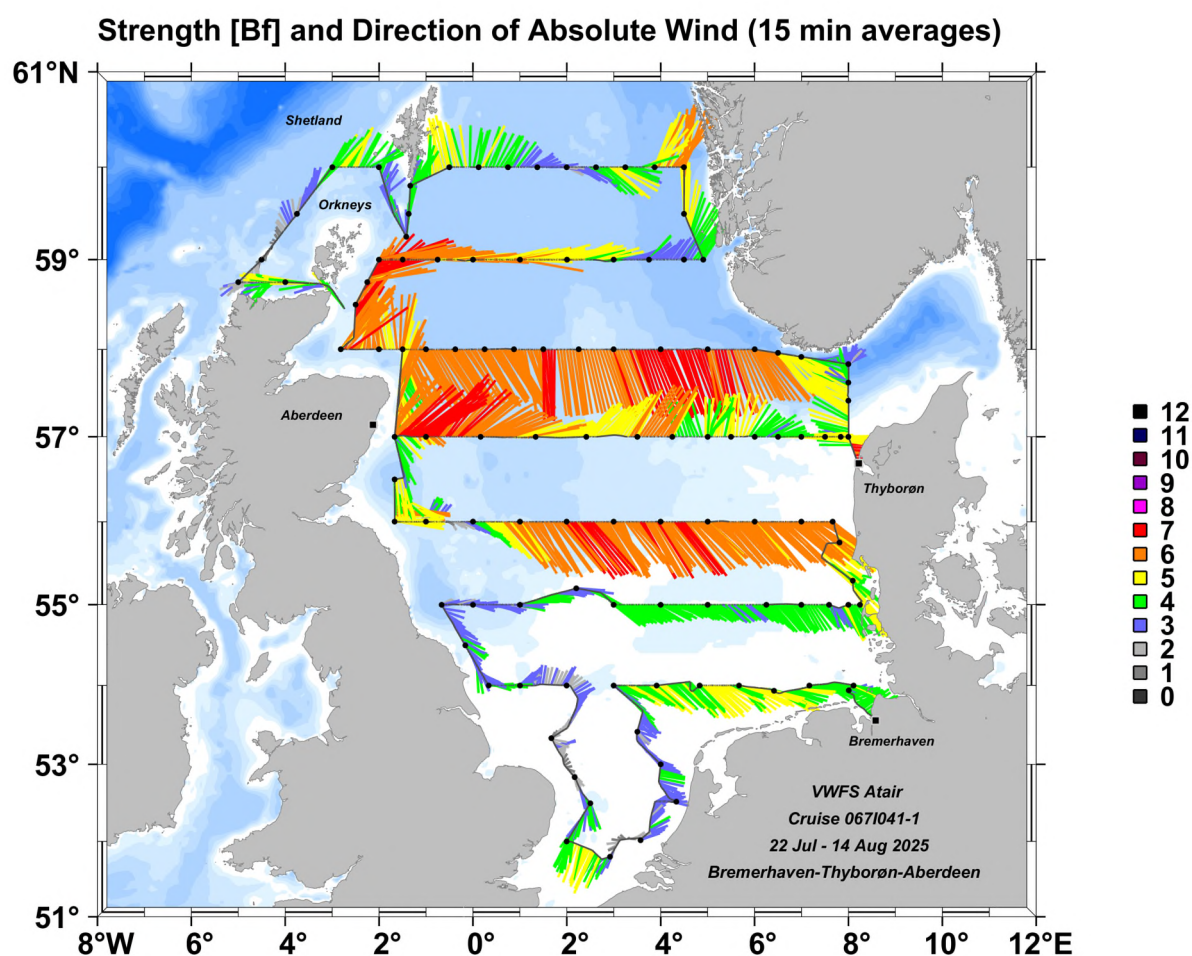 Strength [Bf] and Direction of Absolute Wind (15 min averages)
61°N
Shetland
Orkneys
59°
Aberdeen
57°
Thyborøn
55°
53°
Bremerhaven
VWFS Atair
Cruise 067I041-1
22 Jul - 14 Aug 2025
Bremerhaven-Thyborøn-Aberdeen
51°
8°W 6° 4° 2° 0° 2° 4° 6° 8° 10° 12°E
12
11
10
9
8
7
6
5
4
3
2
1
0